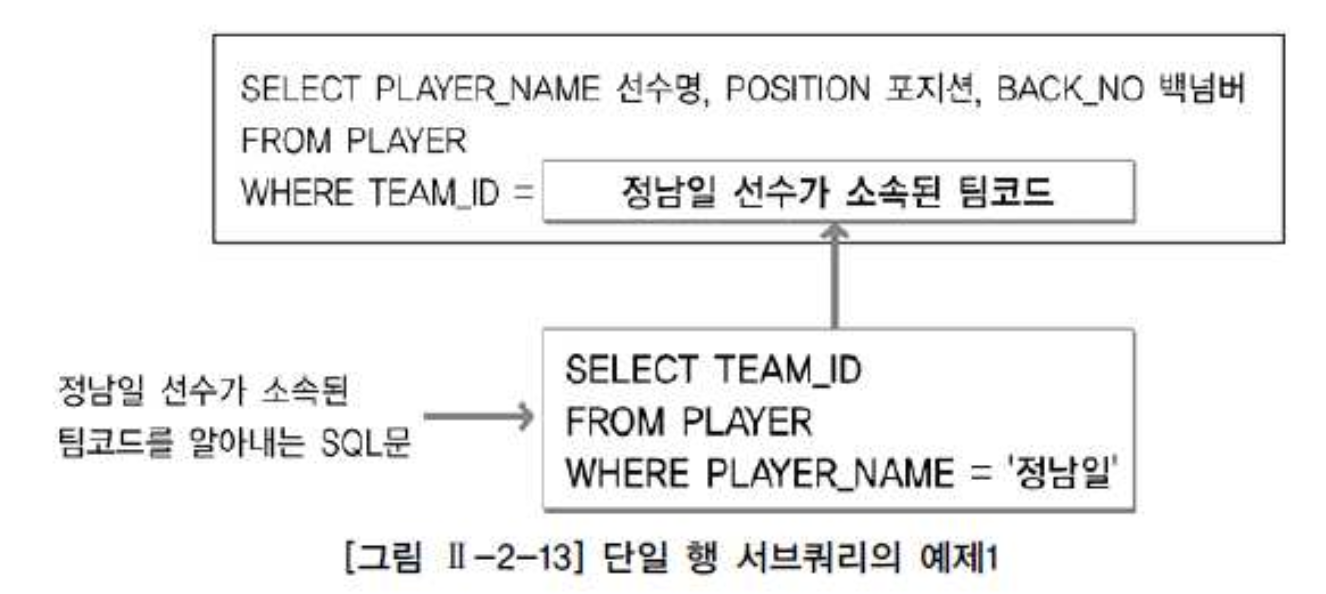 SELECT PLAYER_NAME 선수명, POSITION 포지션, BACK_NO 백넘버
FROM PLAYER
WHERE TEAM_ID = 정남일 선수가 소속된 팀코드
정남일 선수가 소속된
팀코드를 알아내는 SQL문
SELECT TEAM_ID
FROM PLAYER
WHERE PLAYER_NAME = '정남일'
[그림 Ⅱ-2-13] 단일 행 서브쿼리의 예제1